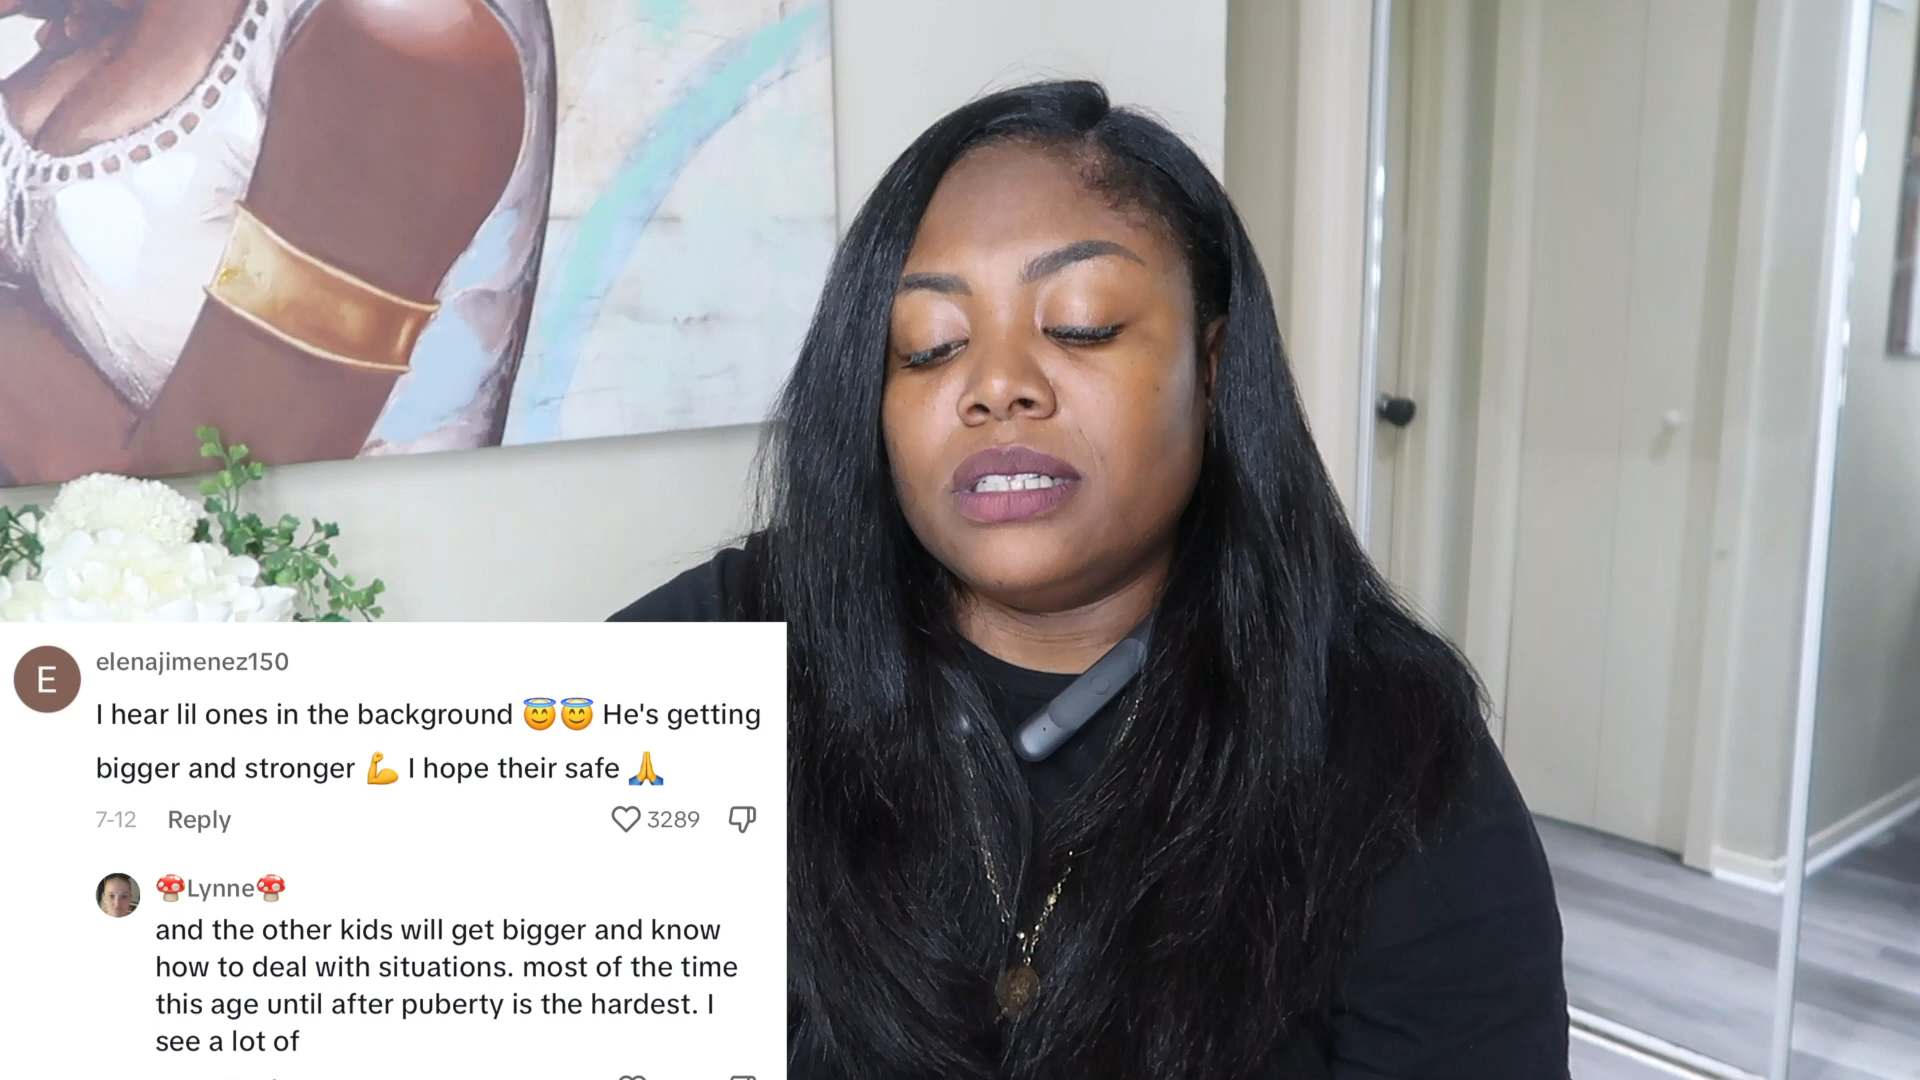 E
elenajimenez150
I hear lil ones in the background 😇😇 He's getting
bigger and stronger 💪 I hope their safe 🙏
7-12 Reply 3289
🍄Lynne🍄
and the other kids will get bigger and know
how to deal with situations. most of the time
this age until after puberty is the hardest. I
see a lot of